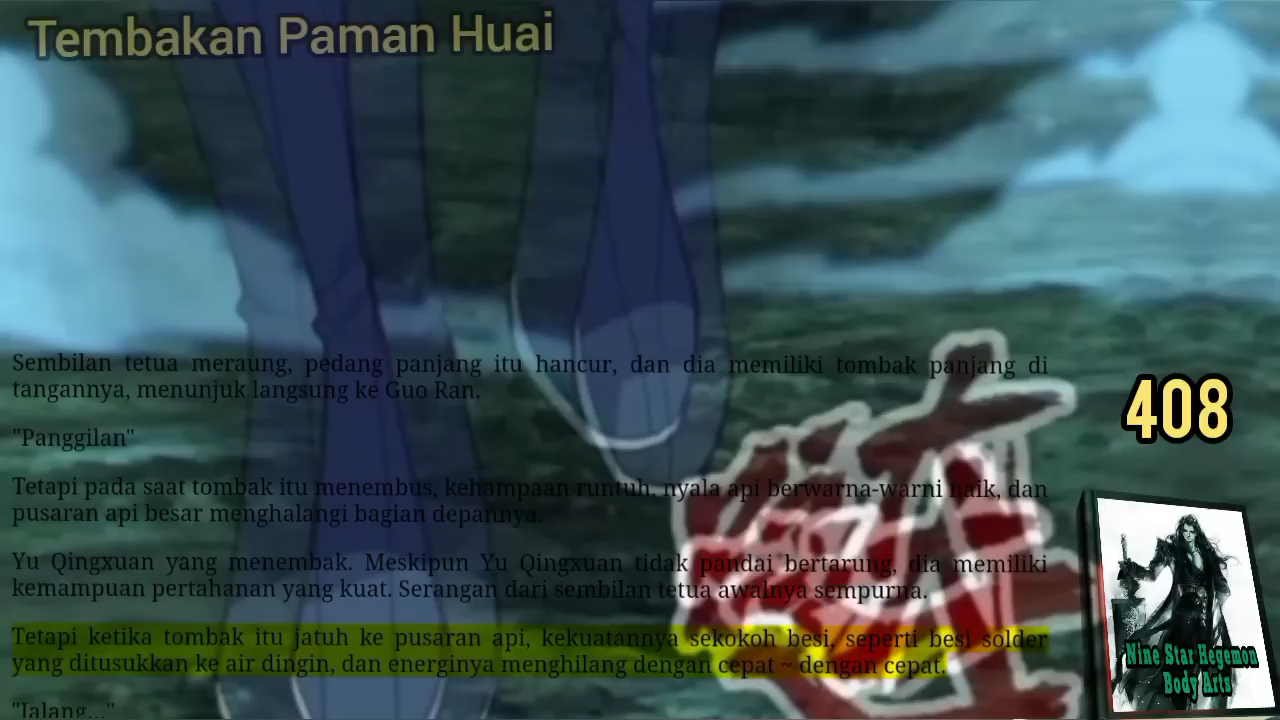 Tembakan Paman Huai
Sembilan tetua meraung, pedang panjang itu hancur, dan dia memiliki tombak panjang di
tangannya, menunjuk langsung ke Guo Ran.
"Panggilan"
Tetapi pada saat tombak itu menembus, kehampaan runtuh, nyala api berwarna-warni naik, dan
pusaran api besar menghalangi bagian depannya.
Yu Qingxuan yang menembak. Meskipun Yu Qingxuan tidak pandai bertarung, dia memiliki
kemampuan pertahanan yang kuat. Serangan dari sembilan tetua awalnya sempurna.
Tetapi ketika tombak itu jatuh ke pusaran api, kekuatannya sekokoh besi, seperti besi solder
yang ditusukkan ke air dingin, dan energinya menghilang dengan cepat ~ dengan cepat.
"Jalang..."
408
Nine Star Hegemon
Body Arts